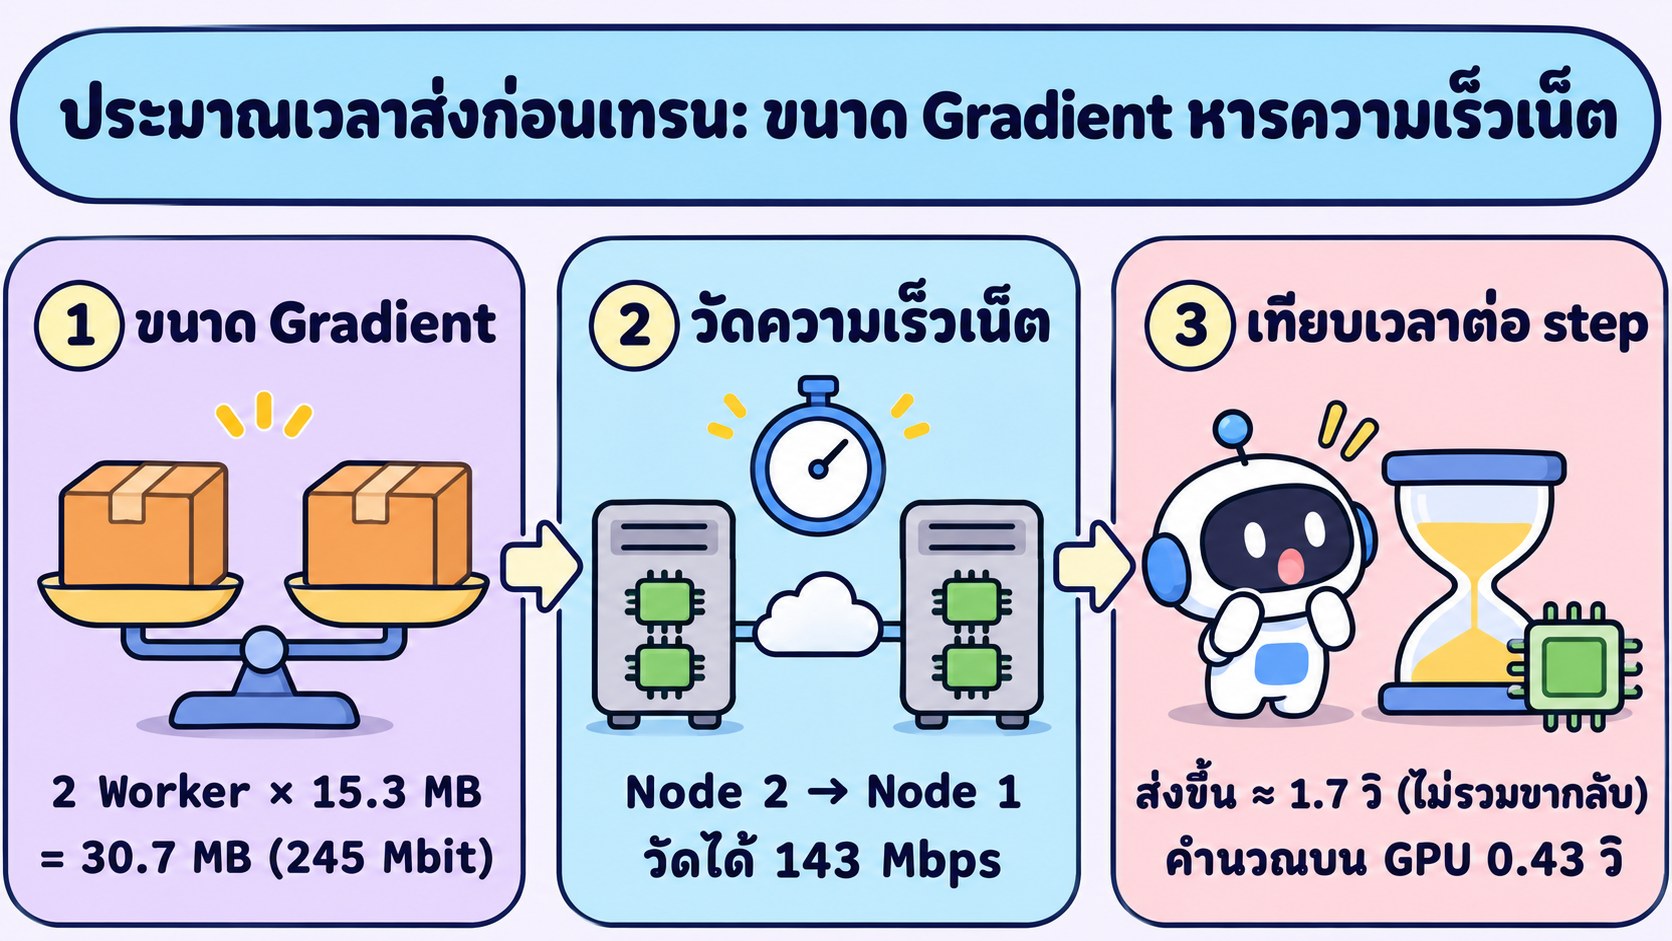 ประมาณเวลาส่งก่อนเทรน: ขนาด Gradient หารความเร็วเน็ต
1 ขนาด Gradient
2 Worker × 15.3 MB
= 30.7 MB (245 Mbit)
2 วัดความเร็วเน็ต
Node 2 → Node 1
วัดได้ 143 Mbps
3 เทียบเวลาต่อ step
ส่งขึ้น ≈ 1.7 วิ (ไม่รวมขากลับ)
คำนวณบน GPU 0.43 วิ